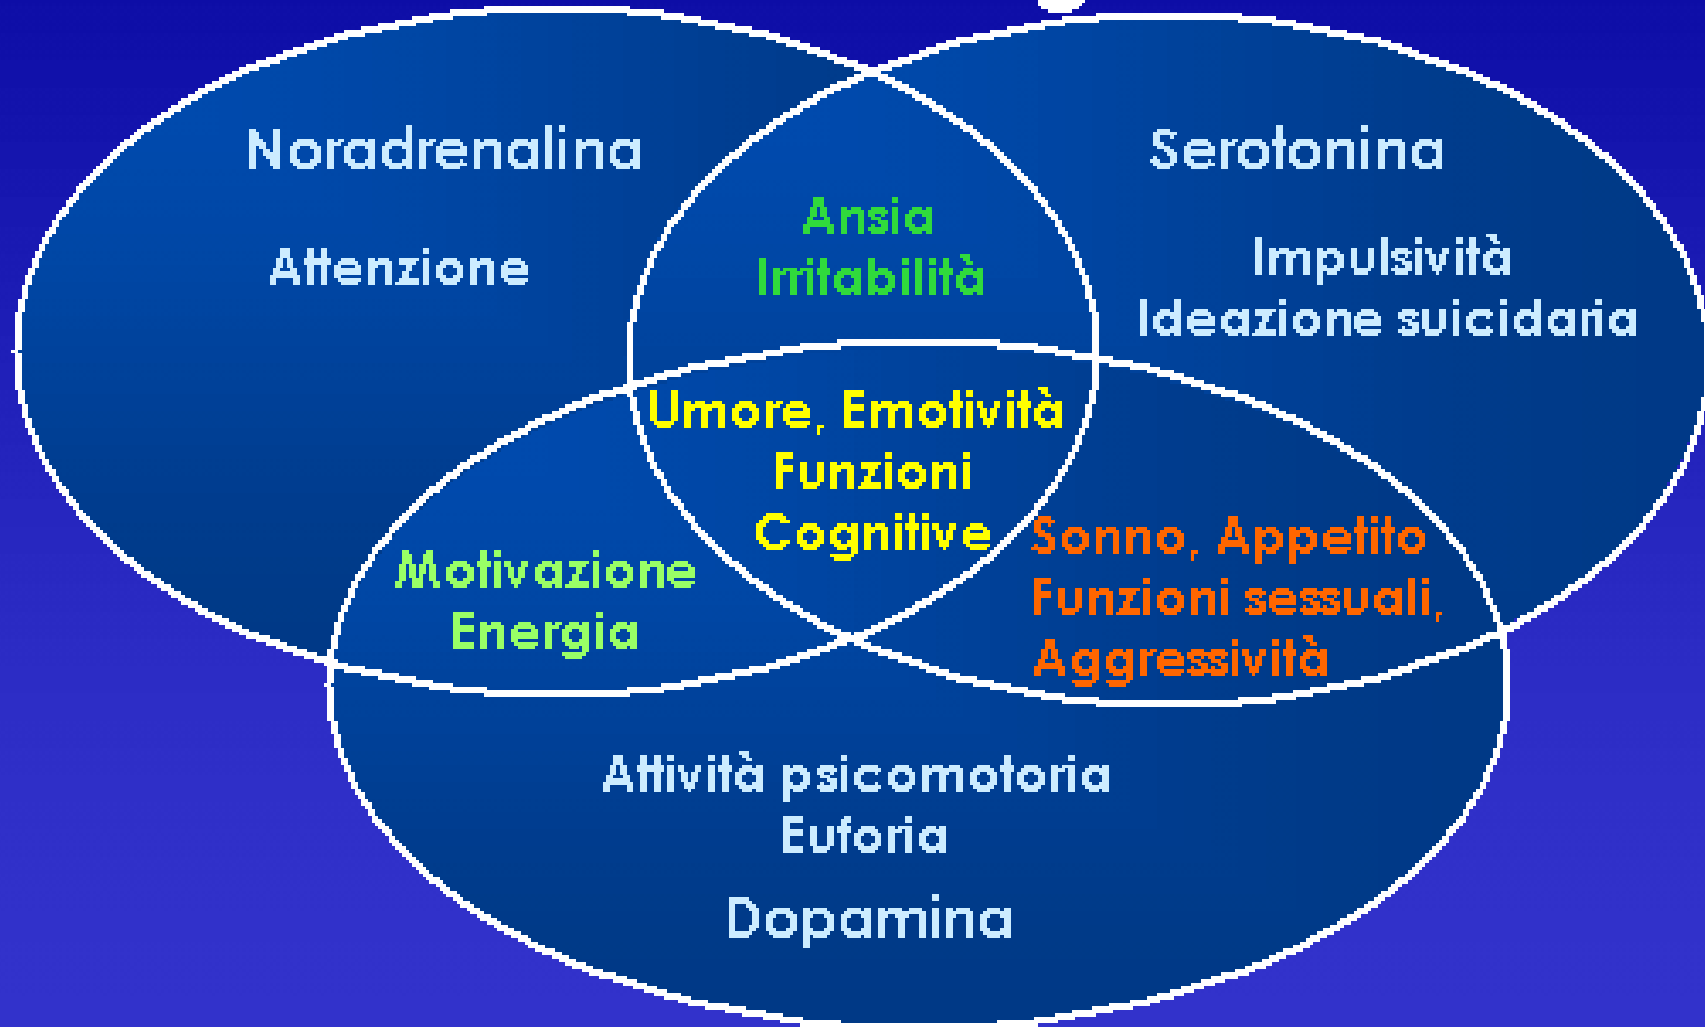 Noradrenalina
Serotonina
Ansia
Irritabilità
Attenzione
Impulsività
Ideazione suicidaria
Umore, Emotività
Funzioni
Cognitive
Motivazione
Energia
Sonno, Appetito
Funzioni sessuali,
Aggressività
Attività psicomotoria
Euforia
Dopamina